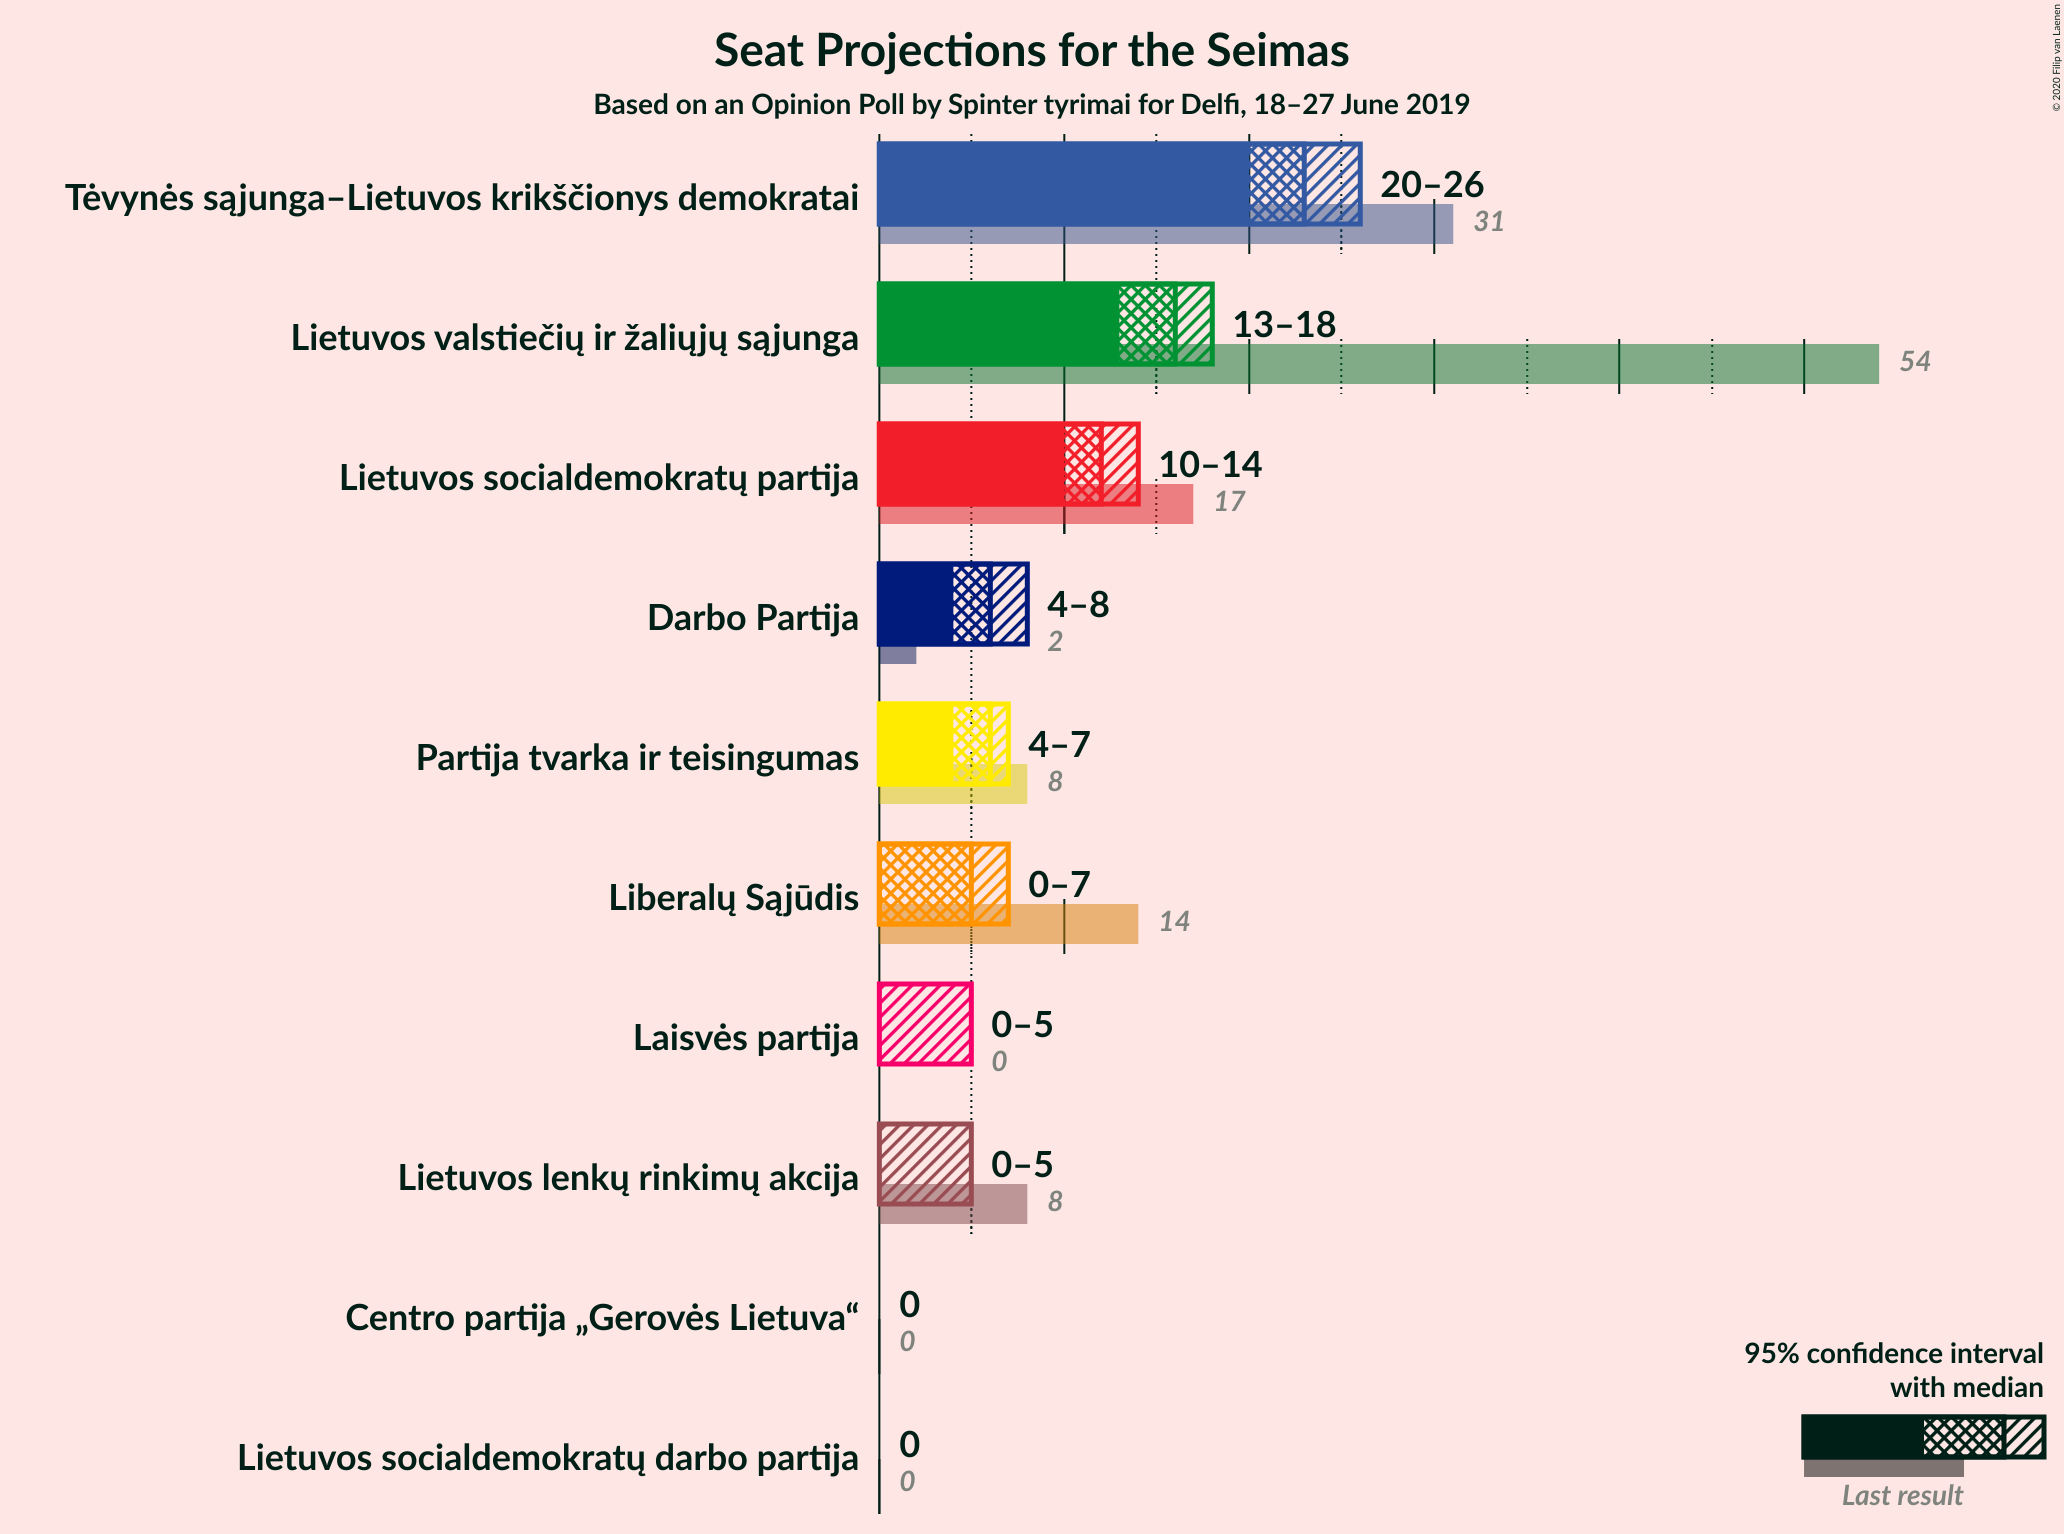 Seat Projections for the Seimas
Based on an Opinion Poll by Spinter tyrimai for Delfi, 18–27 June 2019
© 2020 Filip van Laenen
Tėvynės sąjunga–Lietuvos krikščionys demokratai
20–26
31
Lietuvos valstiečių ir žaliųjų sąjunga
13–18
54
Lietuvos socialdemokratų partija
10–14
17
Darbo Partija
4–8
2
Partija tvarka ir teisingumas
4–7
8
Liberalų Sąjūdis
0–7
14
Laisvės partija
0–5
0
Lietuvos lenkų rinkimų akcija
0–5
8
Centro partija „Gerovės Lietuva“
0
0
Lietuvos socialdemokratų darbo partija
0
0
95% confidence interval
with median
Last result